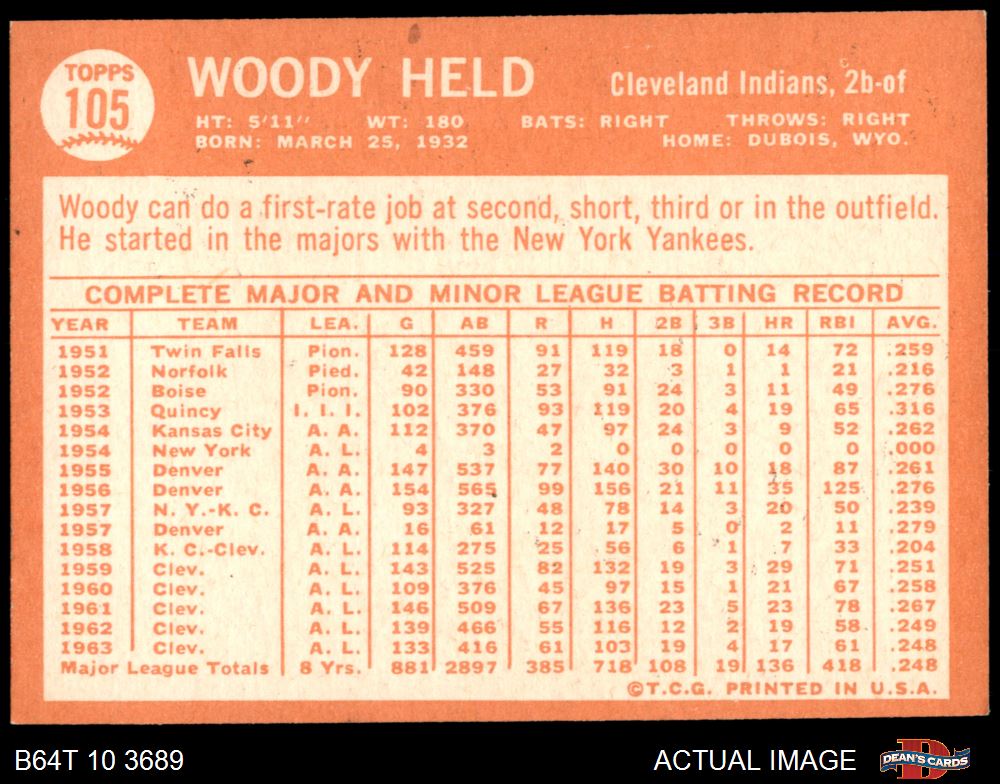 TOPPS
105
WOODY HELD
Cleveland Indians, 2b-of
HT: 5'11" WT: 180 BATS: RIGHT THROWS: RIGHT
BORN: MARCH 25, 1932 HOME: DUBOIS, WYO.
Woody can do a first-rate job at second, short, third or in the outfield.
He started in the majors with the New York Yankees.
COMPLETE MAJOR AND MINOR LEAGUE BATTING RECORD
YEAR TEAM LEA. G AB R H 2B 3B HR RBI AVG.
1951 Twin Falls Pion. 128 459 91 119 18 0 14 72 .259
1952 Norfolk Pied. 42 148 27 32 3 1 1 21 .216
1952 Boise Pion. 90 330 53 91 24 3 11 49 .276
1953 Quincy I. I. I. 102 376 93 119 20 4 19 65 .316
1954 Kansas City A. A. 112 370 47 97 24 3 9 52 .262
1954 New York A. L. 4 3 2 0 0 0 0 0 .000
1955 Denver A. A. 147 537 77 140 30 10 18 87 .261
1956 Denver A. A. 154 565 99 156 21 11 35 125 .276
1957 N. Y.-K. C. A. L. 93 327 48 78 14 3 20 50 .239
1957 Denver A. A. 16 61 12 17 5 0 2 11 .279
1958 K. C.-Clev. A. L. 114 275 25 56 6 1 7 33 .204
1959 Clev. A. L. 143 525 82 132 19 3 29 71 .251
1960 Clev. A. L. 109 376 45 97 15 1 21 67 .258
1961 Clev. A. L. 146 509 67 136 23 5 23 78 .267
1962 Clev. A. L. 139 466 55 116 12 2 19 58 .249
1963 Clev. A. L. 133 416 61 103 19 4 17 61 .248
Major League Totals 8 Yrs. 881 2897 385 718 108 19 136 418 .248
©T.C.G. PRINTED IN U.S.A.
B64T 10 3689 ACTUAL IMAGE
DEAN'S CARDS